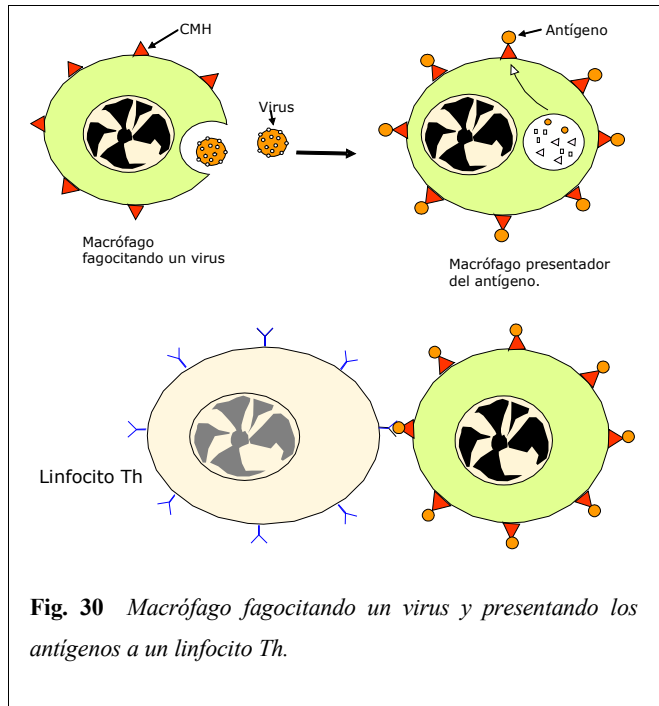 CMH
Antígeno
Virus
Macrófago
fagocitando un virus
Macrófago presentador
del antígeno.
Linfocito Th
Fig. 30 Macrófago fagocitando un virus y presentando los
antígenos a un linfocito Th.